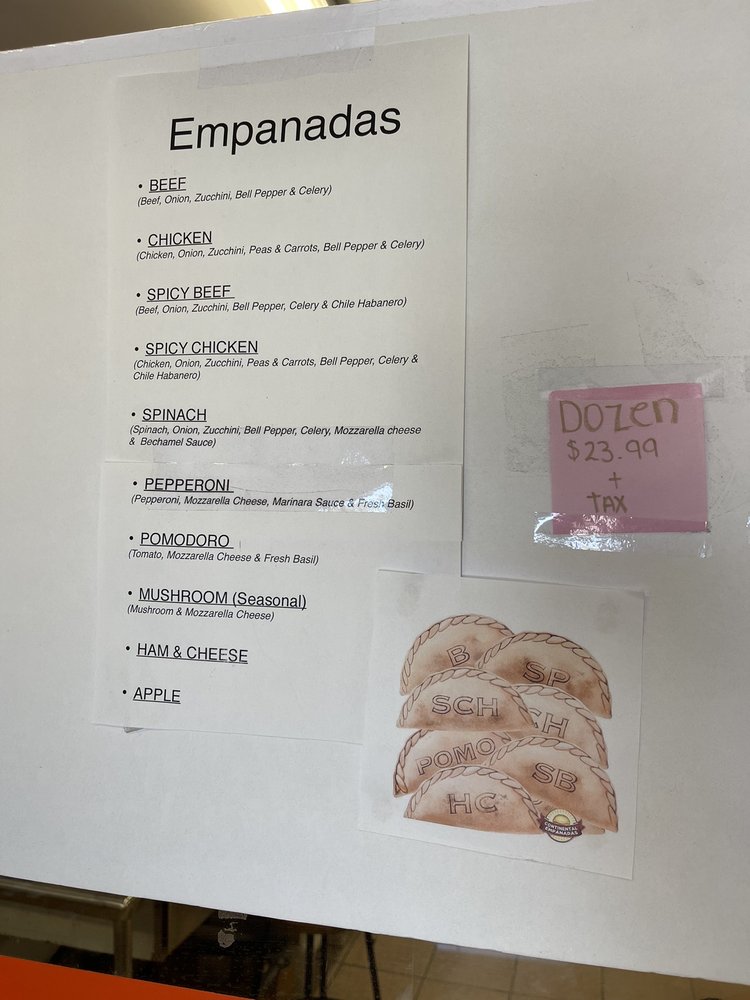 Empanadas
• BEEF
(Beef, Onion, Zucchini, Bell Pepper & Celery)
• CHICKEN
(Chicken, Onion, Zucchini, Peas & Carrots, Bell Pepper & Celery)
• SPICY BEEF
(Beef, Onion, Zucchini, Bell Pepper, Celery & Chile Habanero)
• SPICY CHICKEN
(Chicken, Onion, Zucchini, Peas & Carrots, Bell Pepper, Celery &
Chile Habanero)
• SPINACH
(Spinach, Onion, Zucchini, Bell Pepper, Celery, Mozzarella cheese
& Bechamel Sauce)
• PEPPERONI
(Pepperoni, Mozzarella Cheese, Marinara Sauce & Fresh Basil)
• POMODORO
(Tomato, Mozzarella Cheese & Fresh Basil)
• MUSHROOM (Seasonal)
(Mushroom & Mozzarella Cheese)
• HAM & CHEESE
• APPLE
Dozen
$23.99
+
TAX
B
SP
SCH
CH
POMO
SB
HC
CONTINENTAL
EMPANADAS